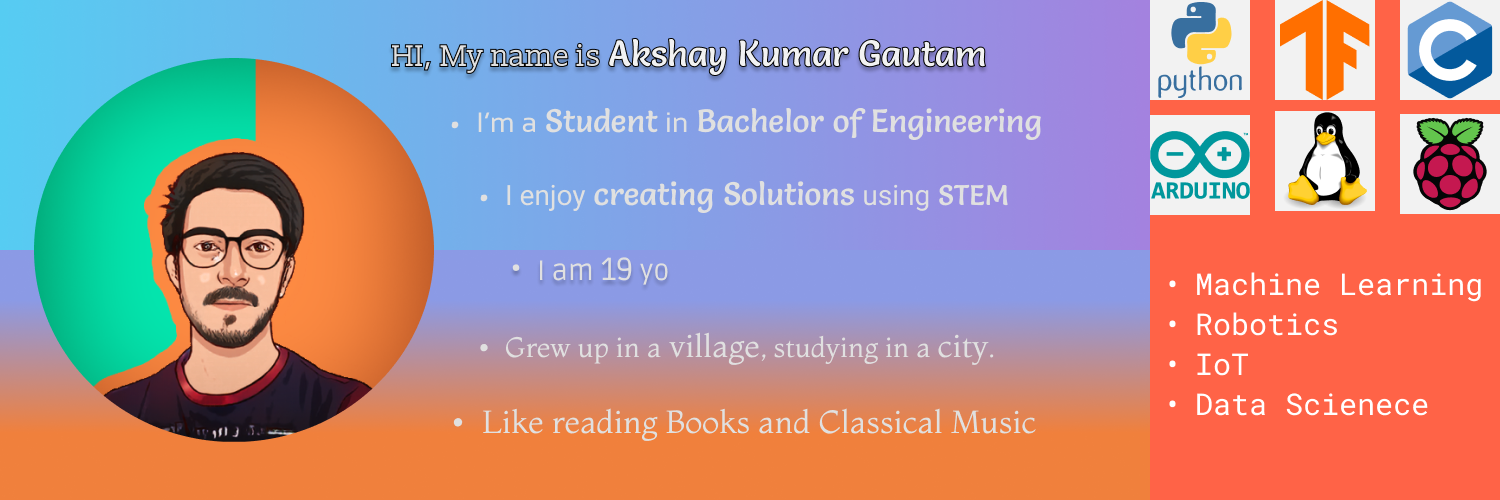 HI, My name is Akshay Kumar Gautam
• I'm a Student in Bachelor of Engineering
• I enjoy creating Solutions using STEM
• I am 19 yo
• Grew up in a village, studying in a city.
• Like reading Books and Classical Music
python
C
ARDUINO
• Machine Learning
• Robotics
• IoT
• Data Scienece